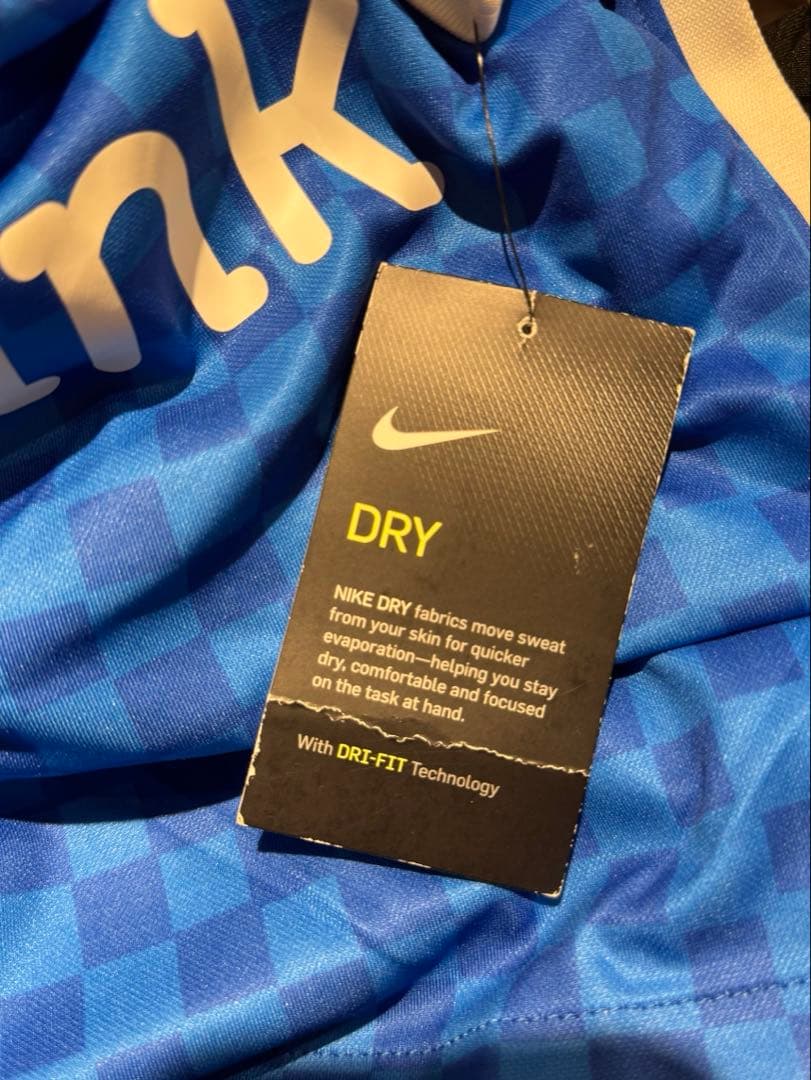 nk
DRY
NIKE DRY fabrics move sweat
from your skin for quicker
evaporation—helping you stay
dry, comfortable and focused
on the task at hand.
With DRI-FIT Technology